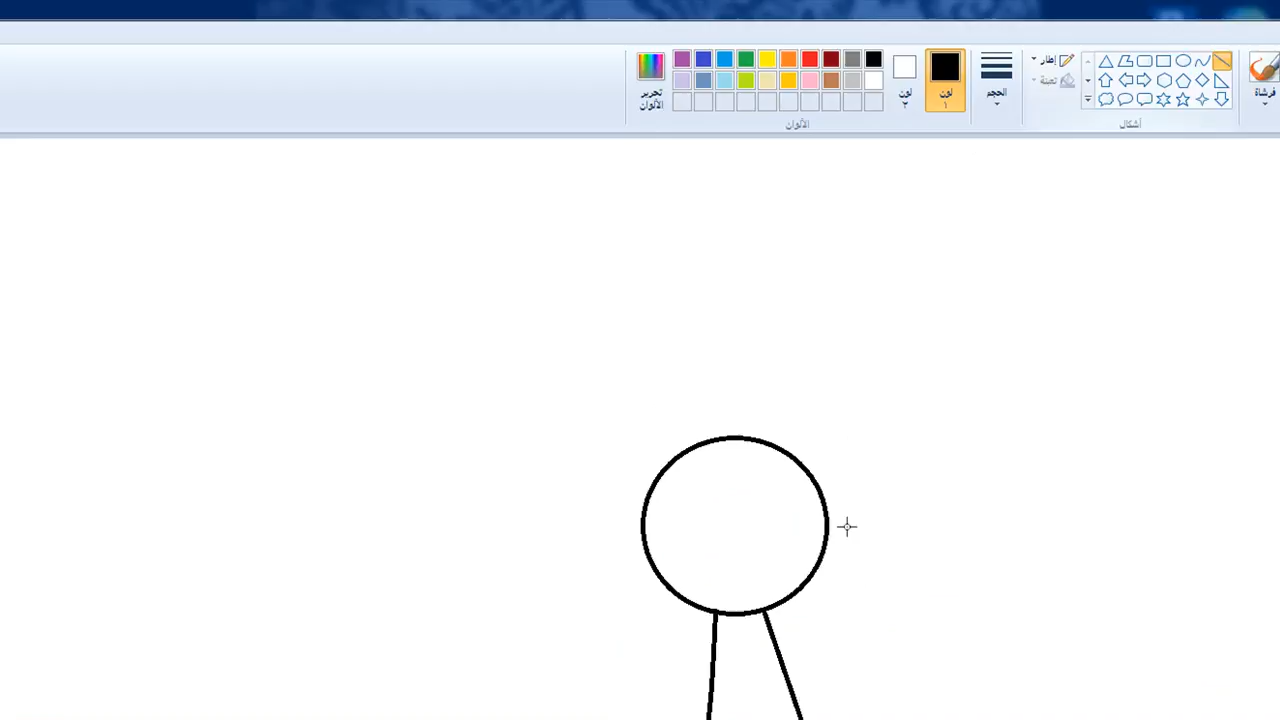 فرشاة
إطار
تعبئة
أشكال
الحجم
لون
١
لون
٢
تحرير
الألوان
الألوان